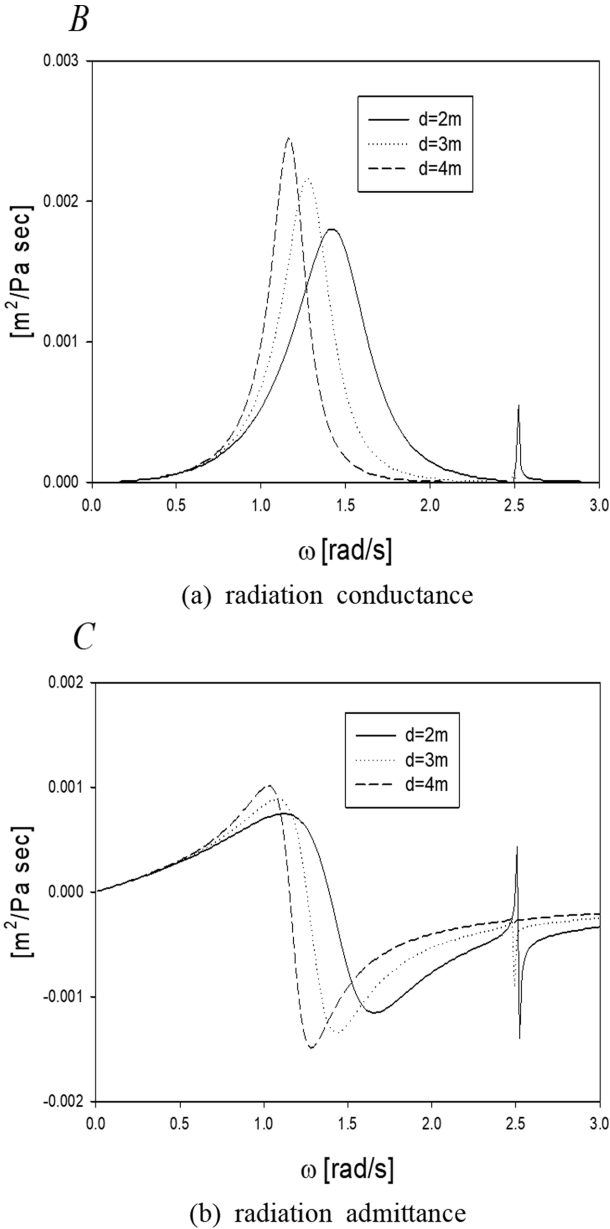 B
0.003
0.002
0.001
0.000
[m²/Pa sec]
d=2m
d=3m
d=4m
0.0 0.5 1.0 1.5 2.0 2.5 3.0
ω [rad/s]
(a) radiation conductance
C
0.002
0.001
0.000
-0.001
-0.002
[m²/Pa sec]
d=2m
d=3m
d=4m
0.0 0.5 1.0 1.5 2.0 2.5 3.0
ω [rad/s]
(b) radiation admittance